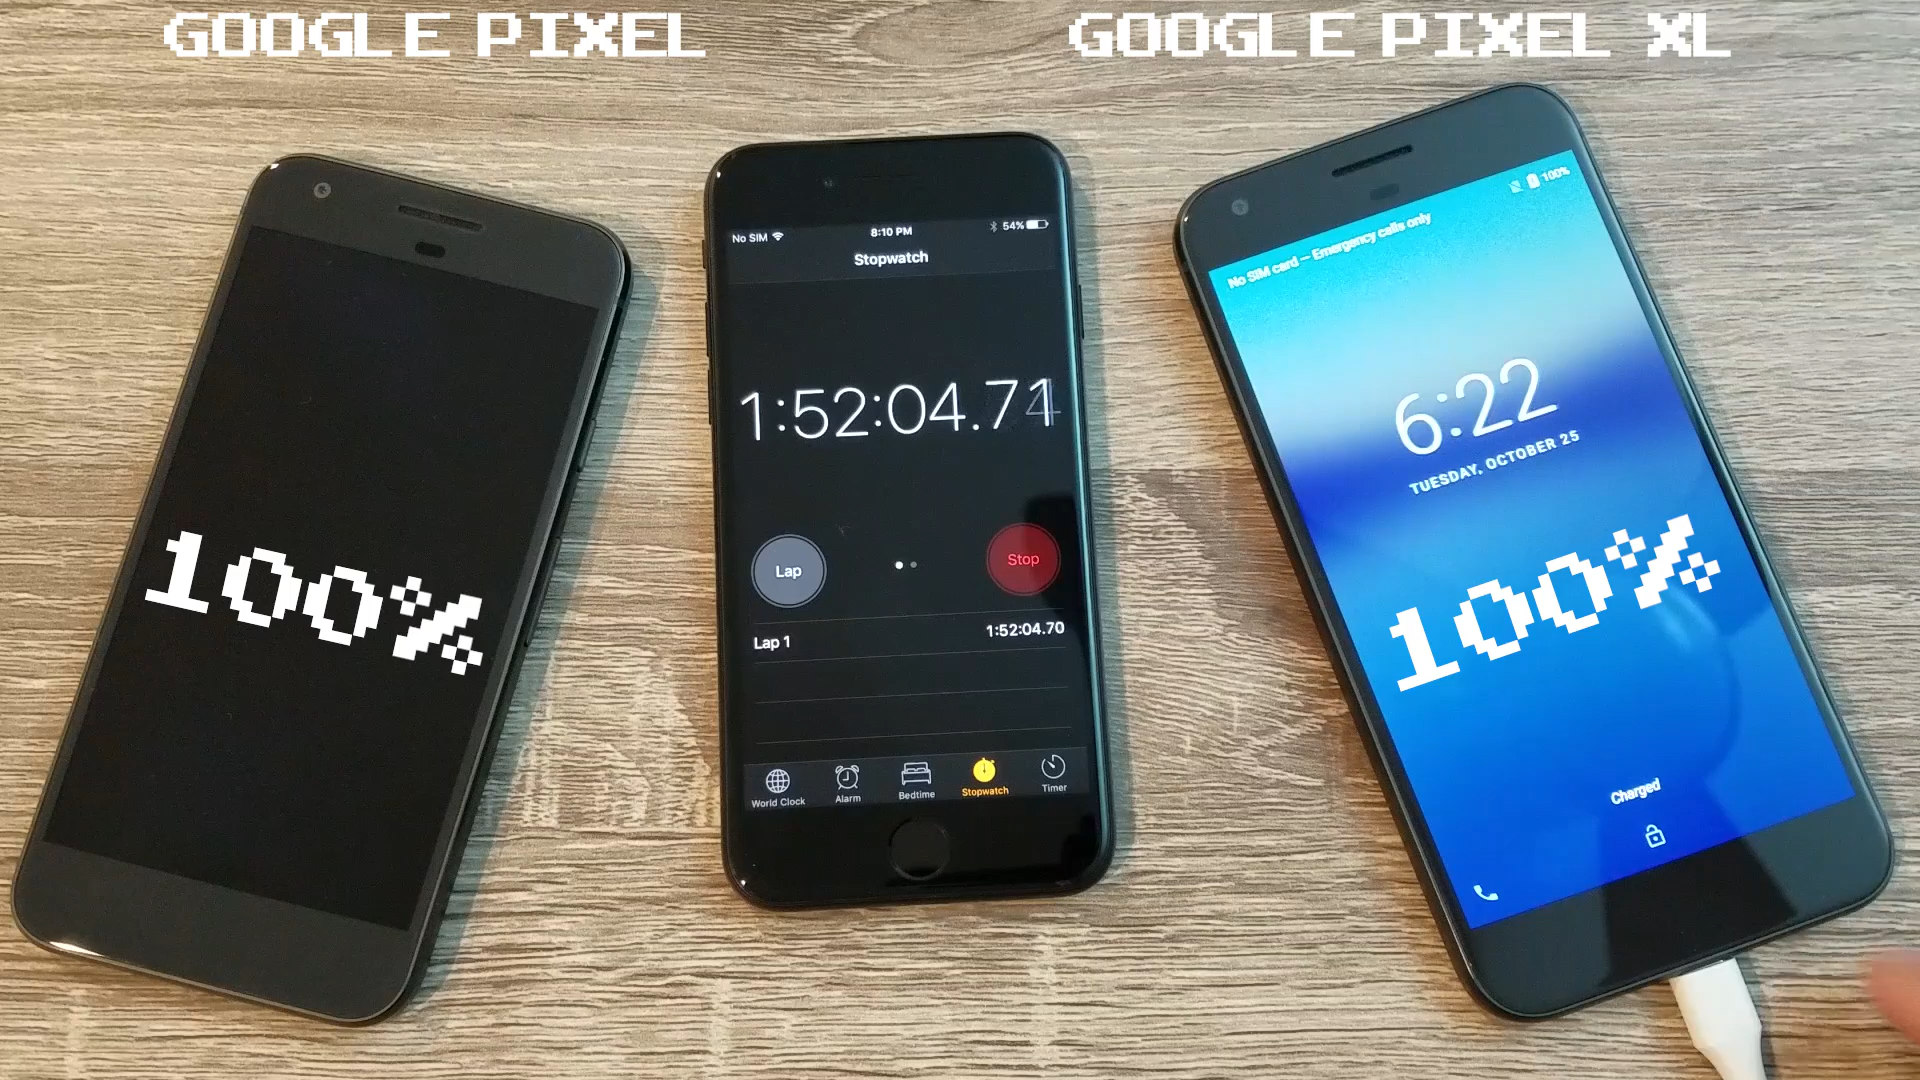 GOOGLE PIXEL
GOOGLE PIXEL XL
100%
No SIM 8:10 PM 54%
Stopwatch
1:52:04.71
Lap
Stop
Lap 1 1:52:04.70
World Clock
Alarm
Bedtime
Stopwatch
Timer
100%
No SIM card — Emergency calls only
6:22
TUESDAY, OCTOBER 25
100%
Charged